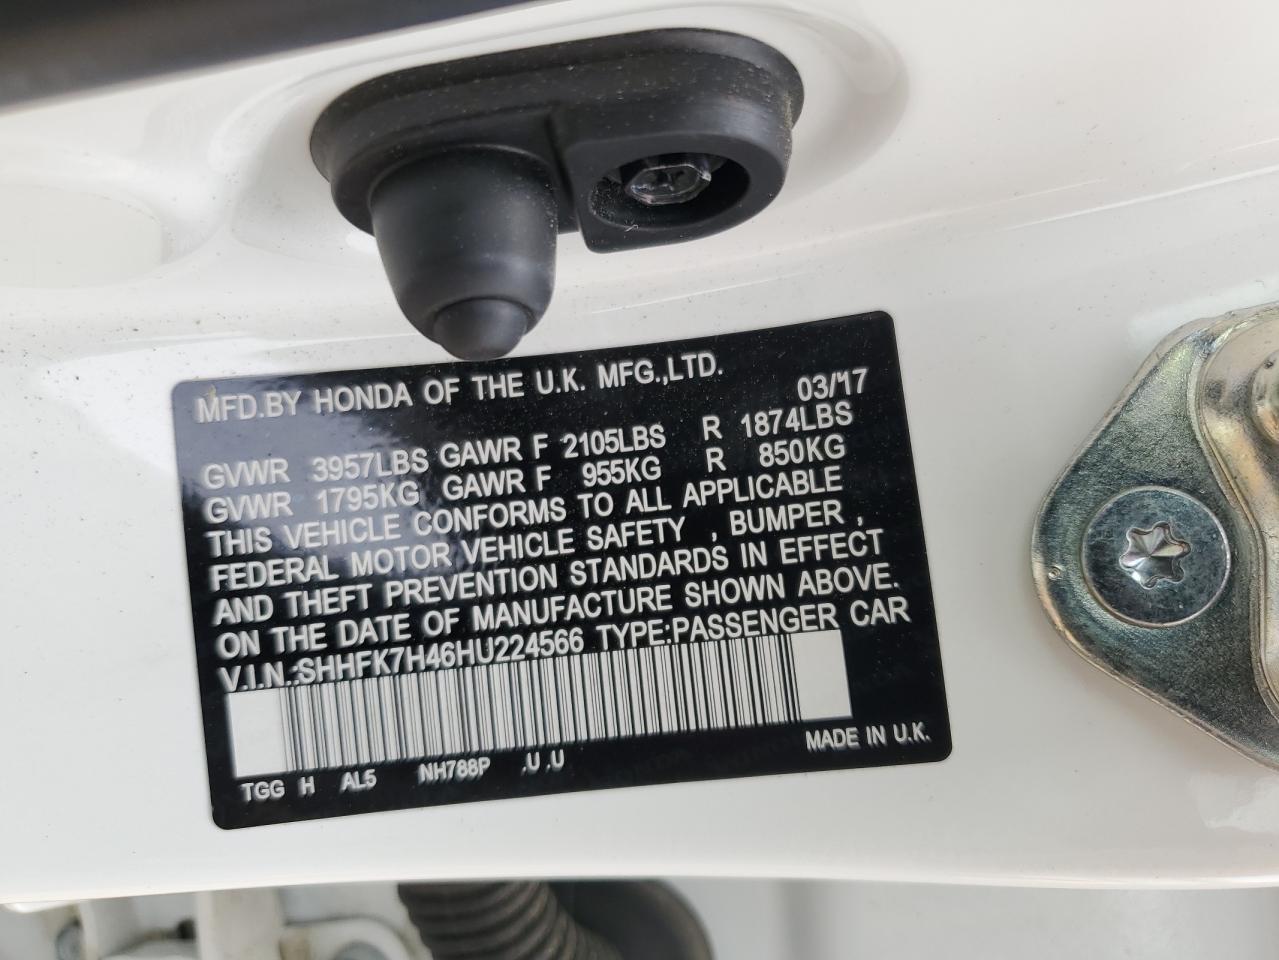 MFD.BY HONDA OF THE U.K. MFG.,LTD.
03/'17
GVWR 3957LBS GAWR F 2105LBS R 1874LBS
GVWR 1795KG GAWR F 955KG R 850KG
THIS VEHICLE CONFORMS TO ALL APPLICABLE
FEDERAL MOTOR VEHICLE SAFETY , BUMPER ,
AND THEFT PREVENTION STANDARDS IN EFFECT
ON THE DATE OF MANUFACTURE SHOWN ABOVE.
V.I.N.:SHHFK7H46HU224566 TYPE:PASSENGER CAR
TGG H AL5 NH788P .U .U MADE IN U.K.